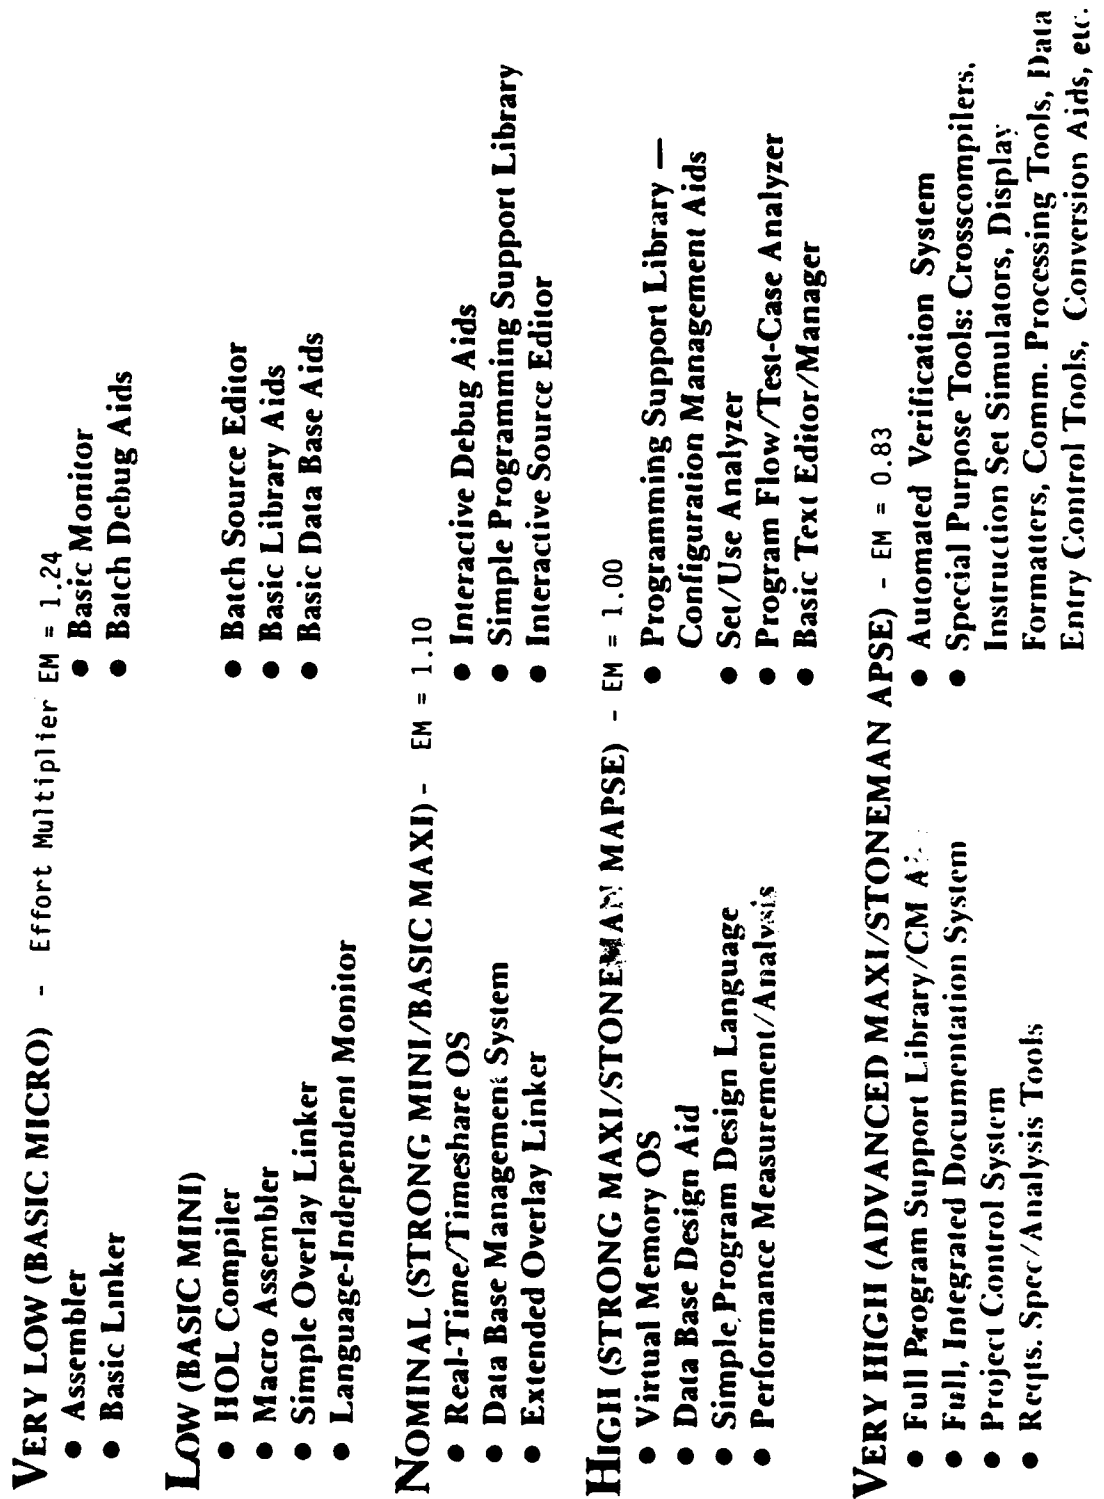 VERY LOW (BASIC MICRO) - Effort Multiplier EM = 1.24
● Assembler
● Basic Linker
● Basic Monitor
● Batch Debug Aids
LOW (BASIC MINI)
● HOL Compiler
● Macro Assembler
● Simple Overlay Linker
● Language-Independent Monitor
● Batch Source Editor
● Basic Library Aids
● Basic Data Base Aids
NOMINAL (STRONG MINI/BASIC MAXI) - EM = 1.10
● Real-Time/Timeshare OS
● Data Base Management System
● Extended Overlay Linker
● Interactive Debug Aids
● Simple Programming Support Library
● Interactive Source Editor
HIGH (STRONG MAXI/STONEMAN MAPSE) - EM = 1.00
● Virtual Memory OS
● Data Base Design Aid
● Simple Program Design Language
● Performance Measurement/Analysis
● Programming Support Library —
Configuration Management Aids
● Set/Use Analyzer
● Program Flow/Test-Case Analyzer
● Basic Text Editor/Manager
VERY HIGH (ADVANCED MAXI/STONEMAN APSE) - EM = 0.83
● Full Program Support Library/CM
● Full, Integrated Documentation System
● Project Control System
● Reqts. Spec/Analysis Tools
● Automated Verification System
● Special Purpose Tools: Crosscompilers,
Instruction Set Simulators, Display
Formatters, Comm. Processing Tools, Data
Entry Control Tools, Conversion Aids, etc.